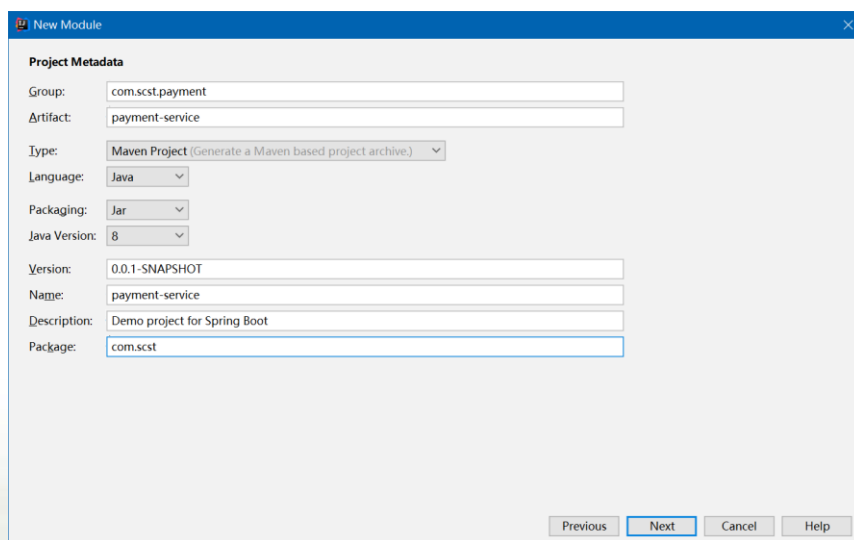 New Module
Project Metadata
Group: com.scst.payment
Artifact: payment-service
Type: Maven Project (Generate a Maven based project archive.)
Language: Java
Packaging: Jar
Java Version: 8
Version: 0.0.1-SNAPSHOT
Name: payment-service
Description: Demo project for Spring Boot
Package: com.scst
Previous Next Cancel Help